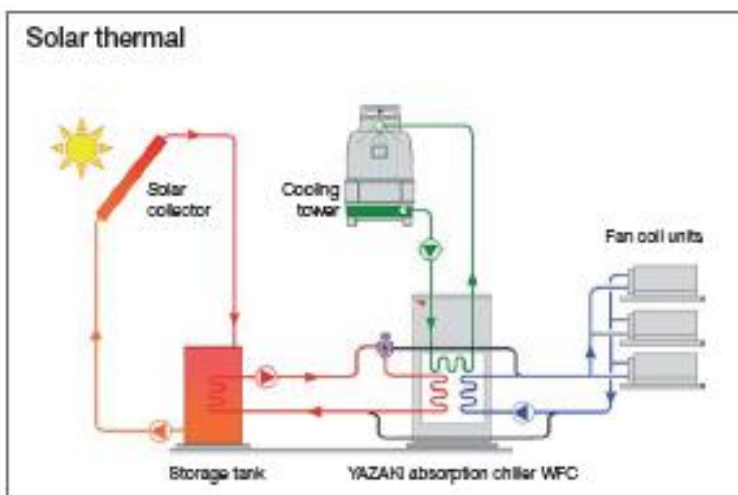 Solar thermal
Solar
collector
Cooling
tower
Fan coil units
Storage tank
YAZAKI absorption chiller WFC